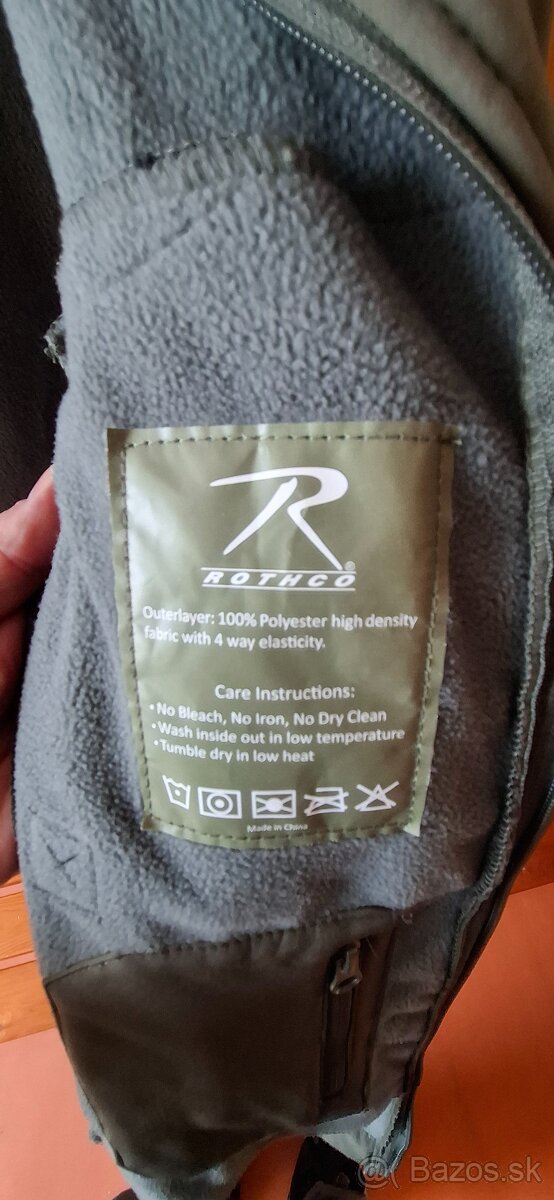 R
ROTHCO®
Outerlayer: 100% Polyester high density
fabric with 4 way elasticity.
Care Instructions:
•No Bleach, No Iron, No Dry Clean
•Wash inside out in low temperature
•Tumble dry in low heat
Made in China
Bazos.sk